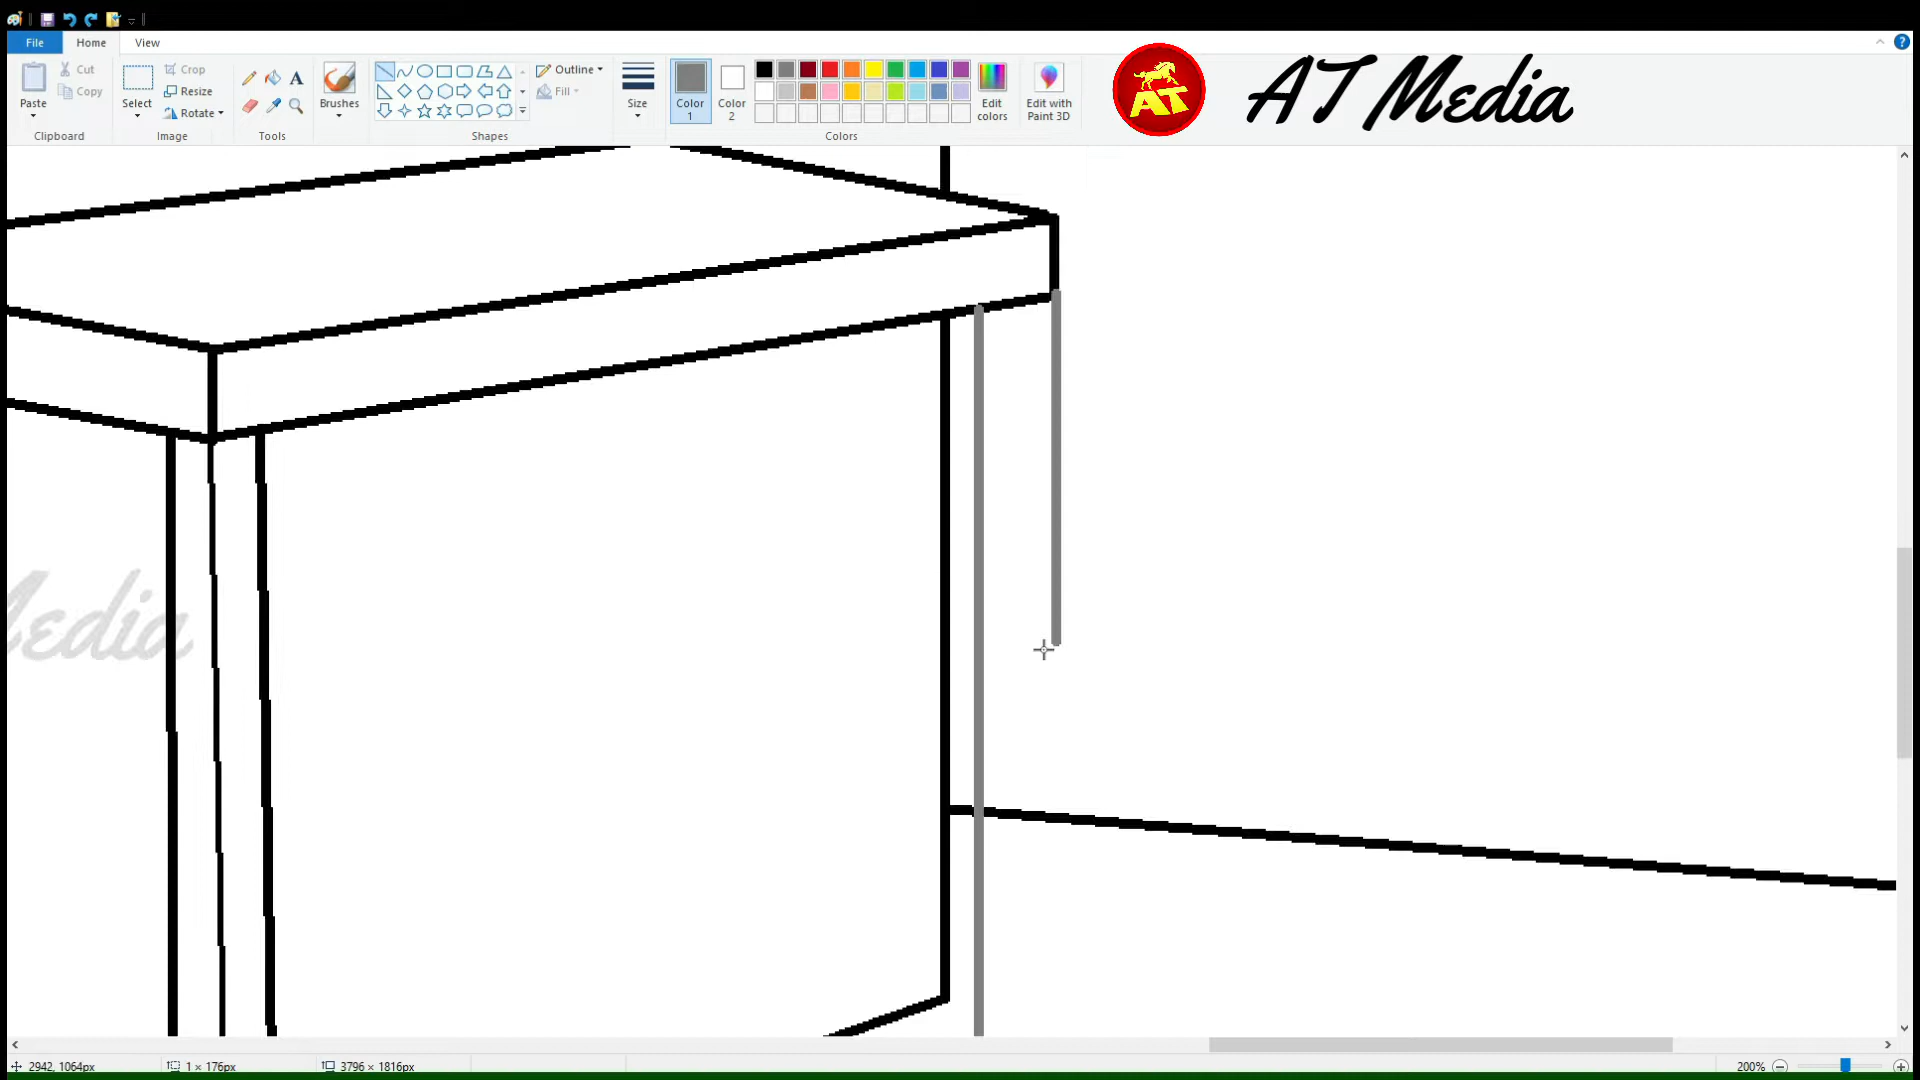 File Home View
AT AT Media
Paste Cut Copy Clipboard
Select Crop Resize Rotate Image
A Tools
Brushes
Shapes Outline Fill
Size
Color 1 Color 2 Edit colors Edit with Paint 3D Colors
Media
2942, 1064px 1 × 176px 3796 × 1816px 200%